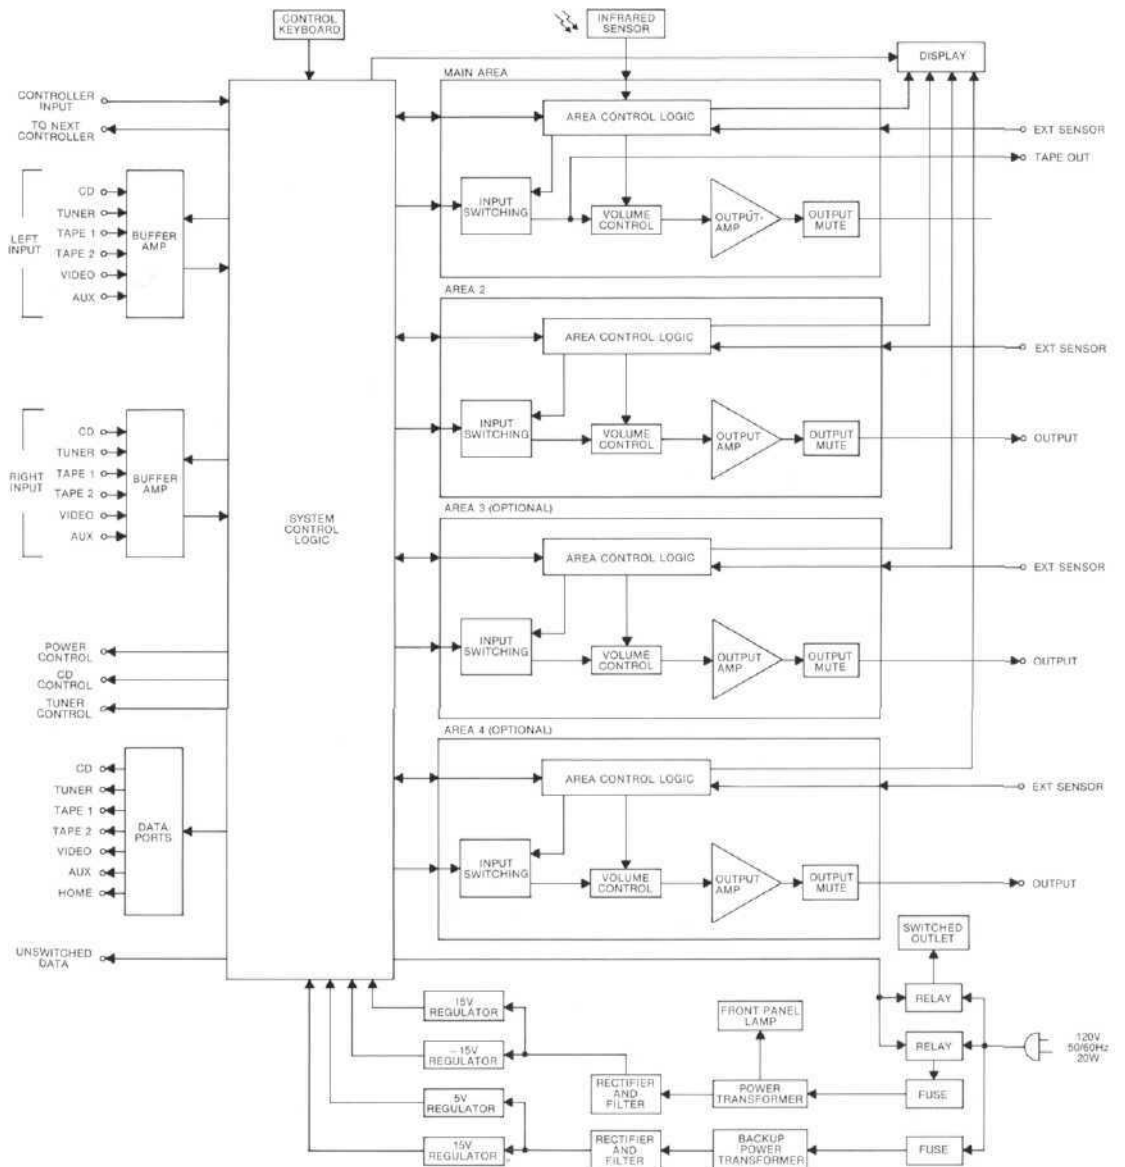 CONTROL
KEYBOARD
INFRARED
SENSOR
DISPLAY
CONTROLLER
INPUT
TO NEXT
CONTROLLER
LEFT
INPUT
CD
TUNER
TAPE 1
TAPE 2
VIDEO
AUX
BUFFER
AMP
RIGHT
INPUT
CD
TUNER
TAPE 1
TAPE 2
VIDEO
AUX
BUFFER
AMP
POWER
CONTROL
CD
CONTROL
TUNER
CONTROL
CD
TUNER
TAPE 1
TAPE 2
VIDEO
AUX
HOME
DATA
PORTS
UNSWITCHED
DATA
SYSTEM
CONTROL
LOGIC
MAIN AREA
AREA CONTROL LOGIC
INPUT
SWITCHING
VOLUME
CONTROL
OUTPUT
AMP
OUTPUT
MUTE
EXT SENSOR
TAPE OUT
AREA 2
AREA CONTROL LOGIC
INPUT
SWITCHING
VOLUME
CONTROL
OUTPUT
AMP
OUTPUT
MUTE
EXT SENSOR
OUTPUT
AREA 3 (OPTIONAL)
AREA CONTROL LOGIC
INPUT
SWITCHING
VOLUME
CONTROL
OUTPUT
AMP
OUTPUT
MUTE
EXT SENSOR
OUTPUT
AREA 4 (OPTIONAL)
AREA CONTROL LOGIC
INPUT
SWITCHING
VOLUME
CONTROL
OUTPUT
AMP
OUTPUT
MUTE
EXT SENSOR
OUTPUT
SWITCHED
OUTLET
RELAY
RELAY
120V
50/60Hz
20W
FUSE
FUSE
FRONT PANEL
LAMP
POWER
TRANSFORMER
BACKUP
POWER
TRANSFORMER
RECTIFIER
AND
FILTER
RECTIFIER
AND
FILTER
15V
REGULATOR
-15V
REGULATOR
5V
REGULATOR
15V
REGULATOR